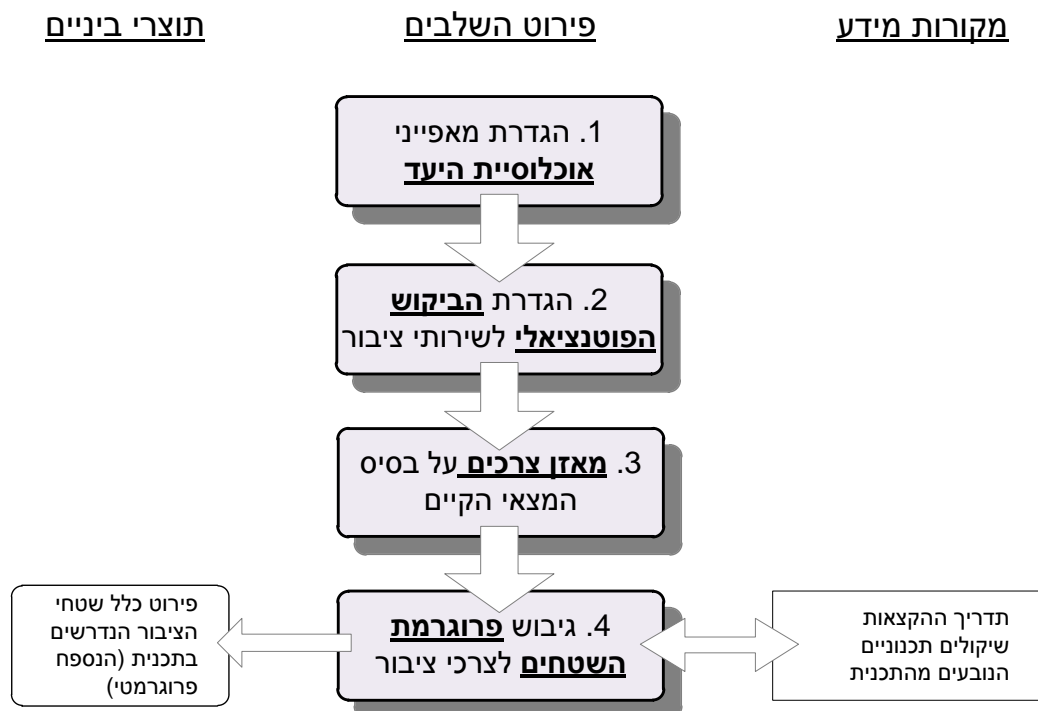 מקורות מידע
פירוט השלבים
תוצרי ביניים
1. הגדרת מאפייני
אוכלוסיית היעד
2. הגדרת הביקוש
הפוטנציאלי לשירותי ציבור
3. מאזן צרכים על בסיס
המצאי הקיים
4. גיבוש פרוגרמת
השטחים לצרכי ציבור
תדריך ההקצאות
שיקולים תכנוניים
הנובעים מהתכנית
פירוט כלל שטחי
הציבור הנדרשים
בתכנית (הנספח
פרוגרמטי)